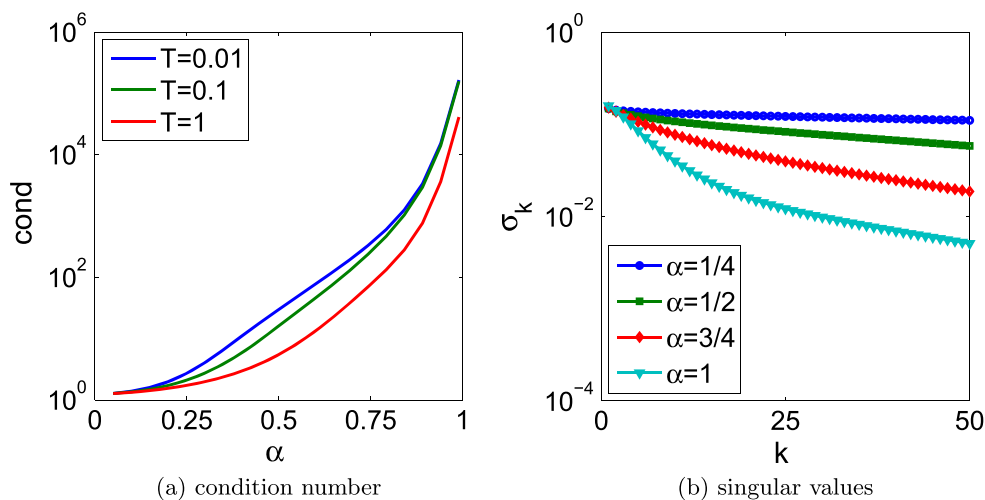 10^6
10^4
10^2
10^0
cond
T=0.01
T=0.1
T=1
0 0.25 0.5 0.75 1
α
(a) condition number
10^0
10^−2
10^−4
σ_k
α=1/4
α=1/2
α=3/4
α=1
0 25 50
k
(b) singular values